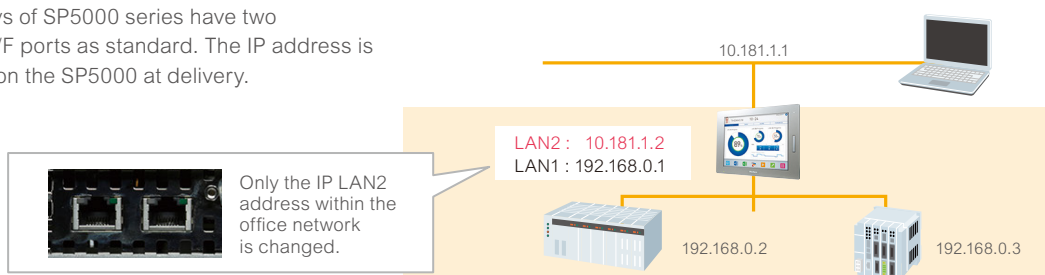 of SP5000 series have two
F ports as standard. The IP address is
on the SP5000 at delivery.
10.181.1.1
LAN2 : 10.181.1.2
LAN1 : 192.168.0.1
Only the IP LAN2
address within the
office network
is changed.
192.168.0.2
192.168.0.3